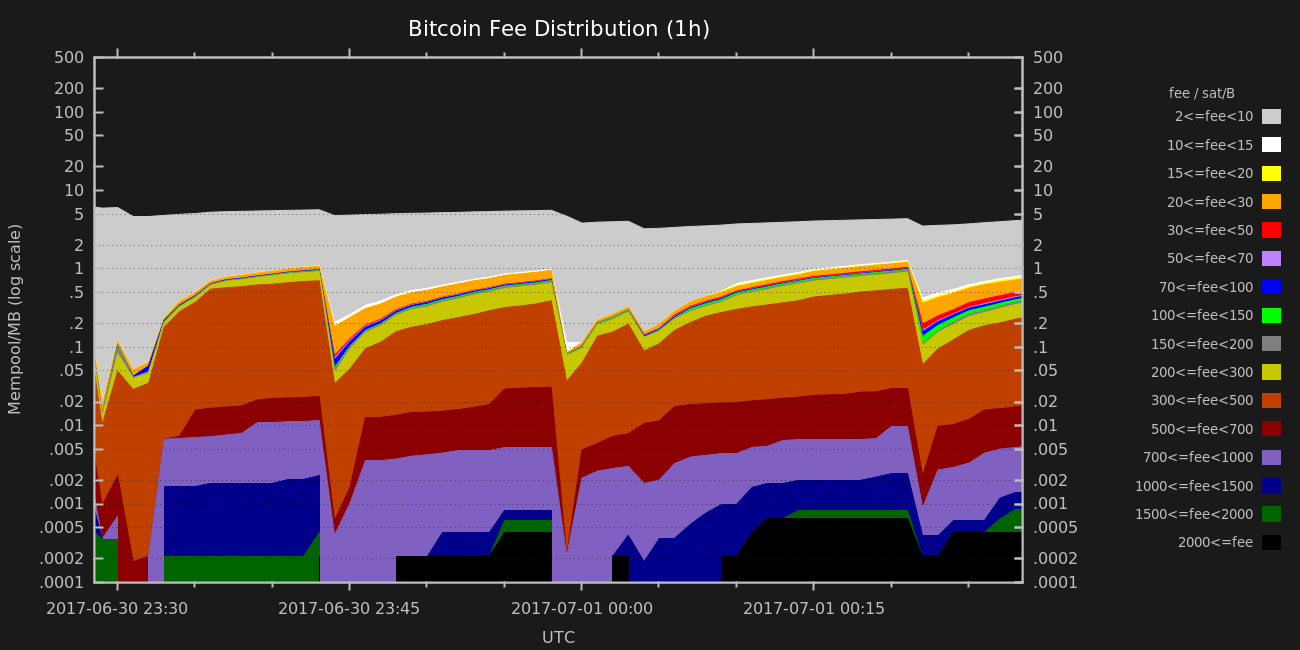 Bitcoin Fee Distribution (1h)
Mempool/MB (log scale)
500
200
100
50
20
10
5
2
1
.5
.2
.1
.05
.02
.01
.005
.002
.001
.0005
.0002
.0001
500
200
100
50
20
10
5
2
1
.5
.2
.1
.05
.02
.01
.005
.002
.001
.0005
.0002
.0001
2017-06-30 23:30 2017-06-30 23:45 2017-07-01 00:00 2017-07-01 00:15
UTC
fee / sat/B
2<=fee<10
10<=fee<15
15<=fee<20
20<=fee<30
30<=fee<50
50<=fee<70
70<=fee<100
100<=fee<150
150<=fee<200
200<=fee<300
300<=fee<500
500<=fee<700
700<=fee<1000
1000<=fee<1500
1500<=fee<2000
2000<=fee